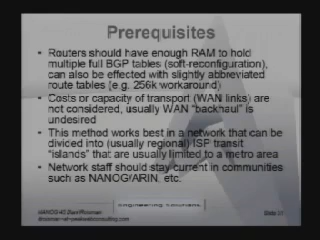 Prerequisites
• Routers should have enough RAM to hold
multiple full BGP tables (soft-reconfiguration),
can also be effected with slightly abbreviated
route tables (e.g. 256k workaround)
• Costs or capacity of transport (WAN links) are
not considered, usually WAN "backhaul" is
undesired
• This method works best in a network that can be
divided into (usually regional) ISP transit
"islands" that are usually limited to a metro area
• Network staff should stay current in communities
such as NANOG/ARIN, etc.
Engineering Solutions
NANOG 40
Slide